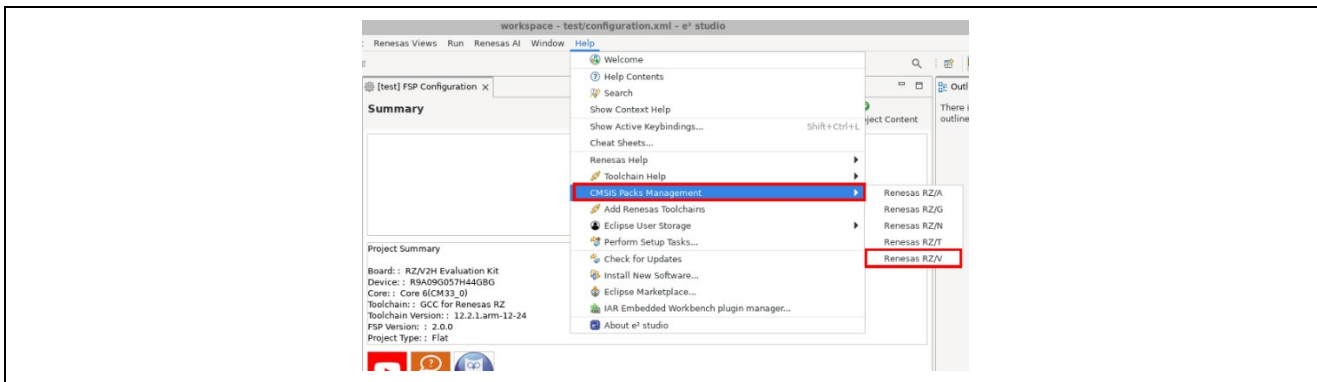 workspace - test/configuration.xml - e² studio
Renesas Views Run Renesas AI Window Help
[test] FSP Configuration
Summary
Welcome
Help Contents
Search
Show Context Help
Show Active Keybindings... Shift+Ctrl+L
Cheat Sheets...
Renesas Help
Toolchain Help
CMSIS Packs Management
Add Renesas Toolchains
Eclipse User Storage
Perform Setup Tasks...
Check for Updates
Install New Software...
Eclipse Marketplace...
IAR Embedded Workbench plugin manager...
About e² studio
Renesas RZ/A
Renesas RZ/G
Renesas RZ/N
Renesas RZ/T
Renesas RZ/V
ject Content
Outl
There i
outline
Project Summary
Board: : RZ/V2H Evaluation Kit
Device: : R9A09G057H44GBG
Core: : Core 6(CM33_0)
Toolchain: : GCC for Renesas RZ
Toolchain Version: : 12.2.1.arm-12-24
FSP Version: : 2.0.0
Project Type: : Flat